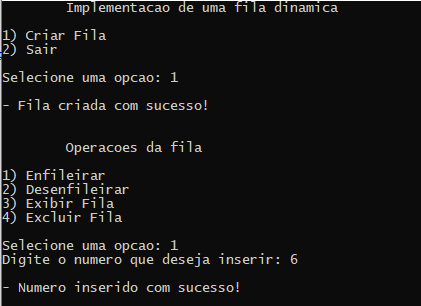 Implementacao de uma fila dinamica
1) Criar Fila
2) Sair
Selecione uma opcao: 1
- Fila criada com sucesso!
Operacoes da fila
1) Enfileirar
2) Desenfileirar
3) Exibir Fila
4) Excluir Fila
Selecione uma opcao: 1
Digite o numero que deseja inserir: 6
- Numero inserido com sucesso!